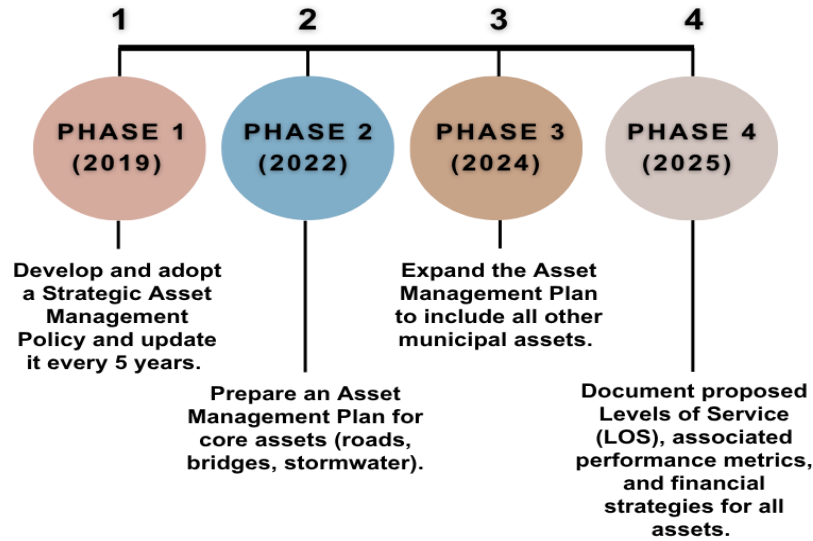 1
2
3
4
PHASE 1
(2019)
PHASE 2
(2022)
PHASE 3
(2024)
PHASE 4
(2025)
Develop and adopt
a Strategic Asset
Management
Policy and update
it every 5 years.
Prepare an Asset
Management Plan for
core assets (roads,
bridges, stormwater).
Expand the Asset
Management Plan
to include all other
municipal assets.
Document proposed
Levels of Service
(LOS), associated
performance metrics,
and financial
strategies for all
assets.